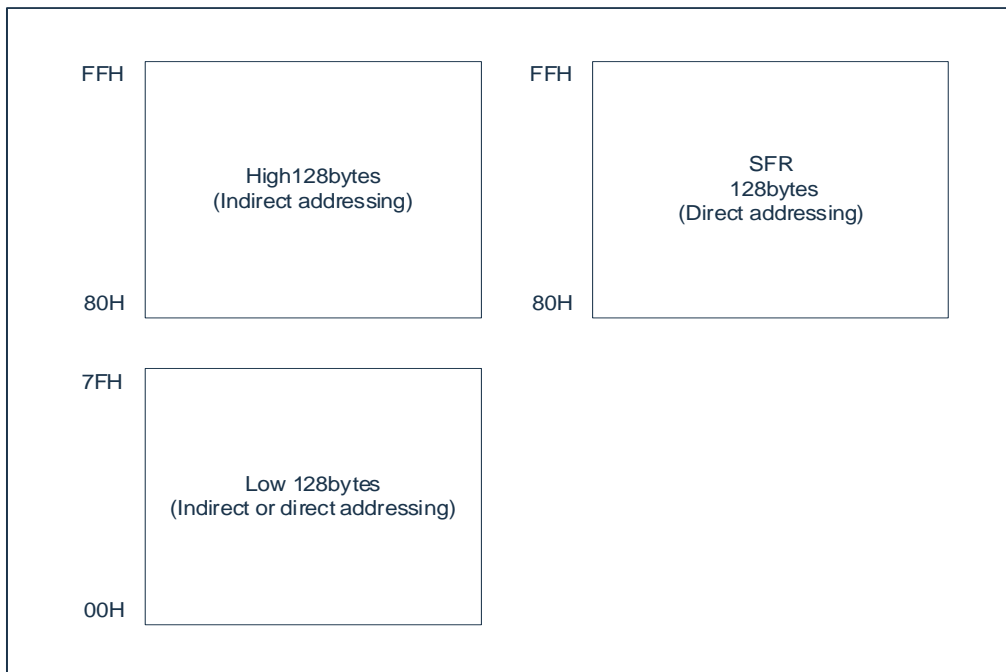 FFH
High128bytes
(Indirect addressing)
80H
FFH
SFR
128bytes
(Direct addressing)
80H
7FH
Low 128bytes
(Indirect or direct addressing)
00H